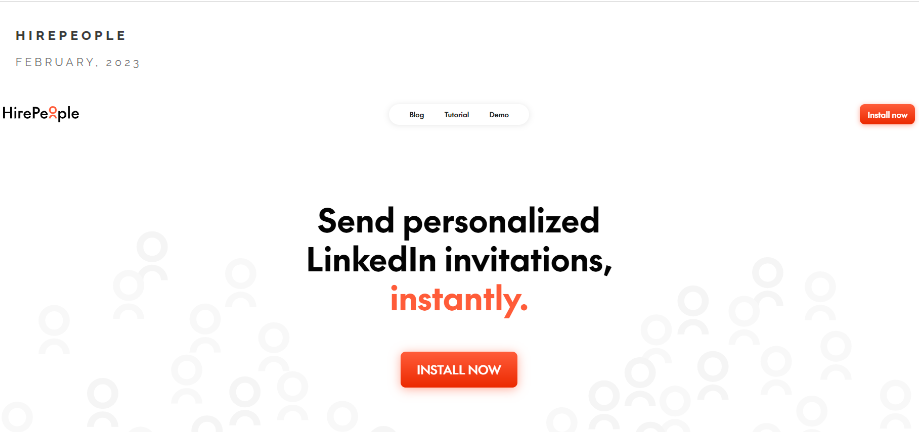 HIREPEOPLE
FEBRUARY, 2023
HirePeople
Blog Tutorial Demo
Install now
Send personalized
LinkedIn invitations,
instantly.
INSTALL NOW